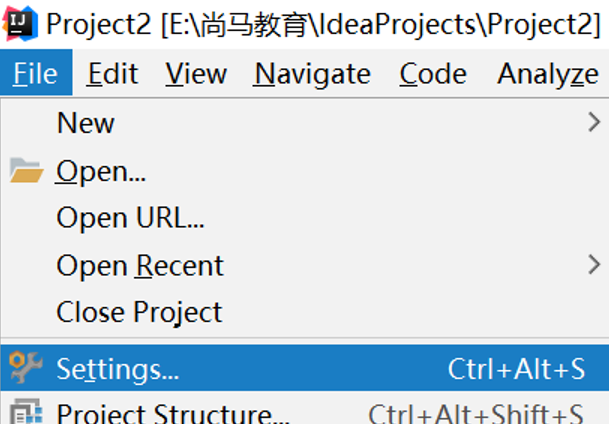 IJ Project2 [E:\尚马教育\IdeaProjects\Project2]
File Edit View Navigate Code Analyze
New
Open...
Open URL...
Open Recent
Close Project
Settings... Ctrl+Alt+S
Project Structure... Ctrl+Alt+Shift+S